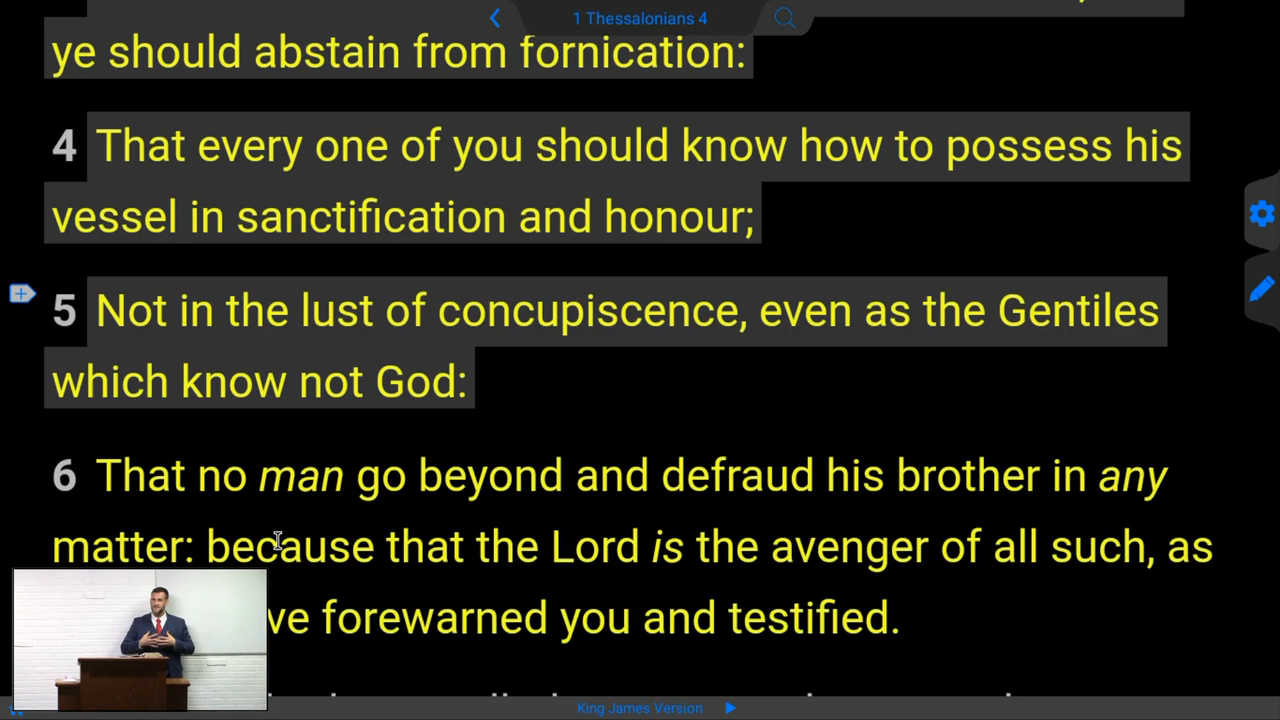 1 Thessalonians 4
ye should abstain from fornication:
4 That every one of you should know how to possess his
vessel in sanctification and honour;
5 Not in the lust of concupiscence, even as the Gentiles
which know not God:
6 That no man go beyond and defraud his brother in any
matter: because that the Lord is the avenger of all such, as
ve forewarned you and testified.
King James Version